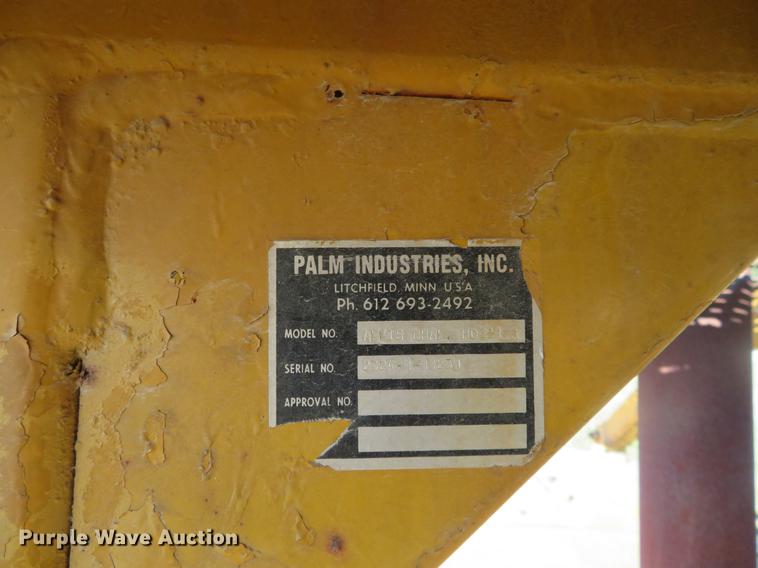 PALM INDUSTRIES, INC.
LITCHFIELD, MINN U.S.A
Ph. 612 693-2492
MODEL NO.
SERIAL NO.
APPROVAL NO.
Purple Wave Auction